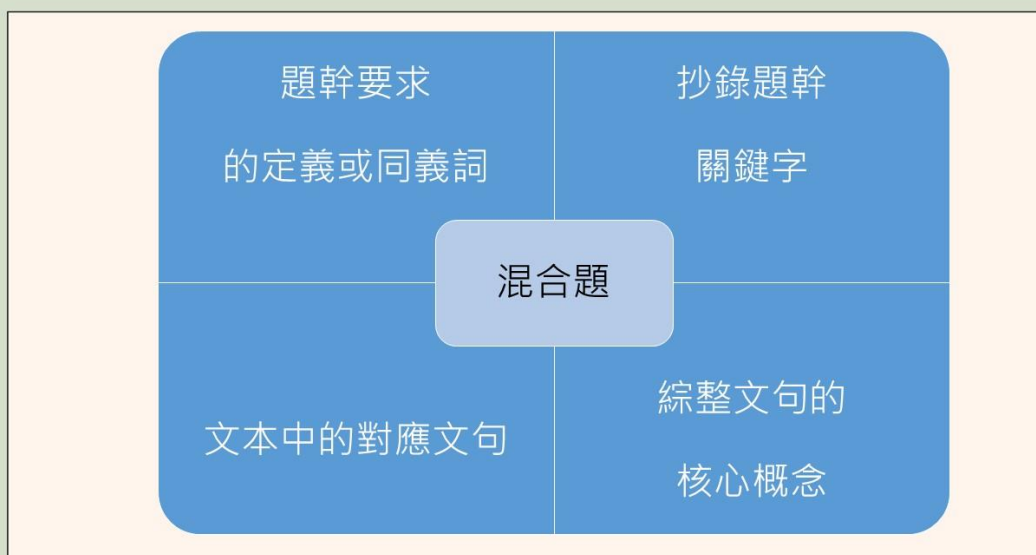 題幹要求
的定義或同義詞
抄錄題幹
關鍵字
混合題
文本中的對應文句
綜整文句的
核心概念